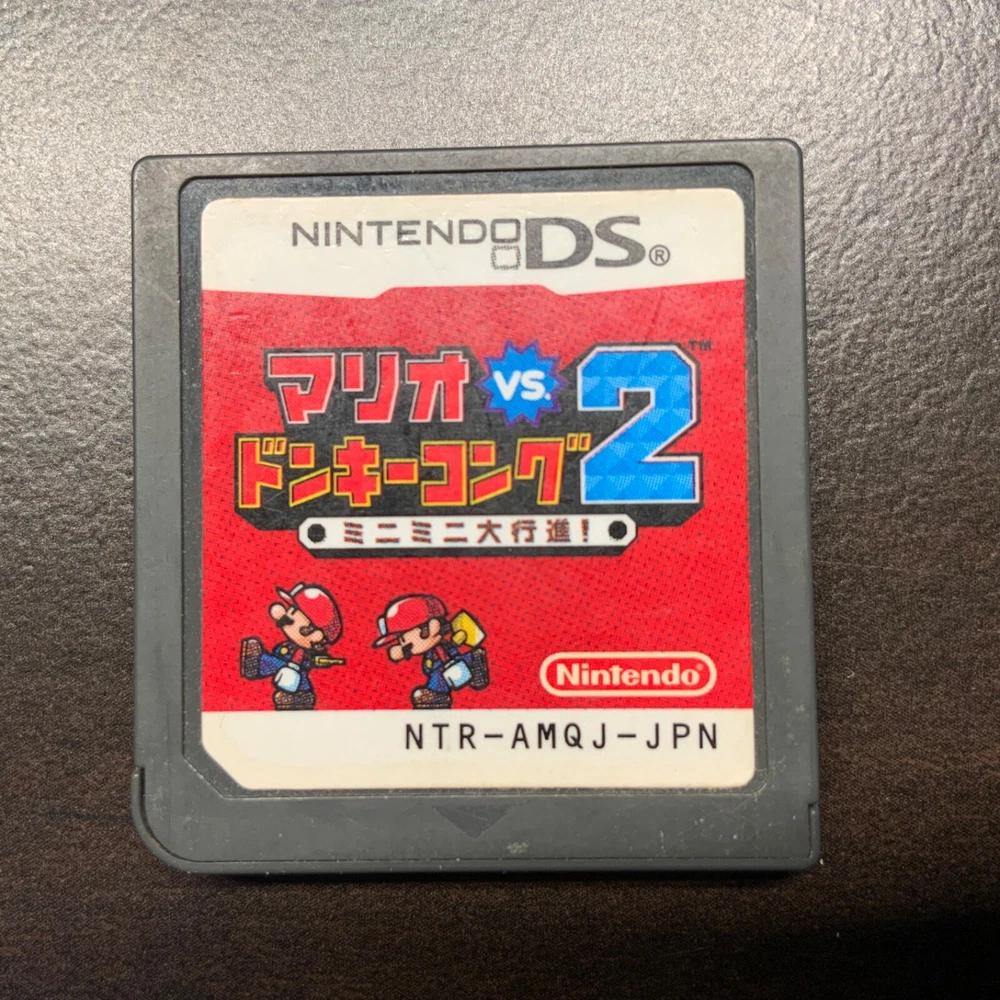 NINTENDO DS®
マリオ VS. 2™
ドンキーコング
ミニミニ大行進!
Nintendo
NTR-AMQJ-JPN